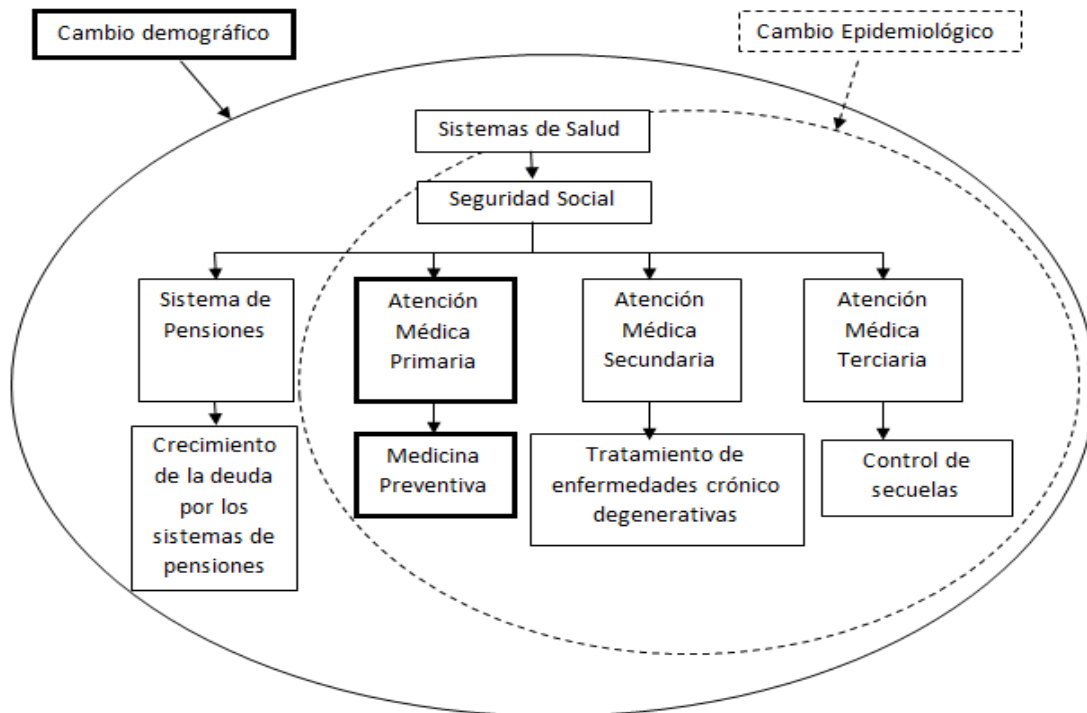 Cambio demográfico
Cambio Epidemiológico
Sistemas de Salud
Seguridad Social
Sistema de
Pensiones
Atención
Médica
Primaria
Atención
Médica
Secundaria
Atención
Médica
Terciaria
Crecimiento
de la deuda
por los
sistemas de
pensiones
Medicina
Preventiva
Tratamiento de
enfermedades crónico
degenerativas
Control de
secuelas